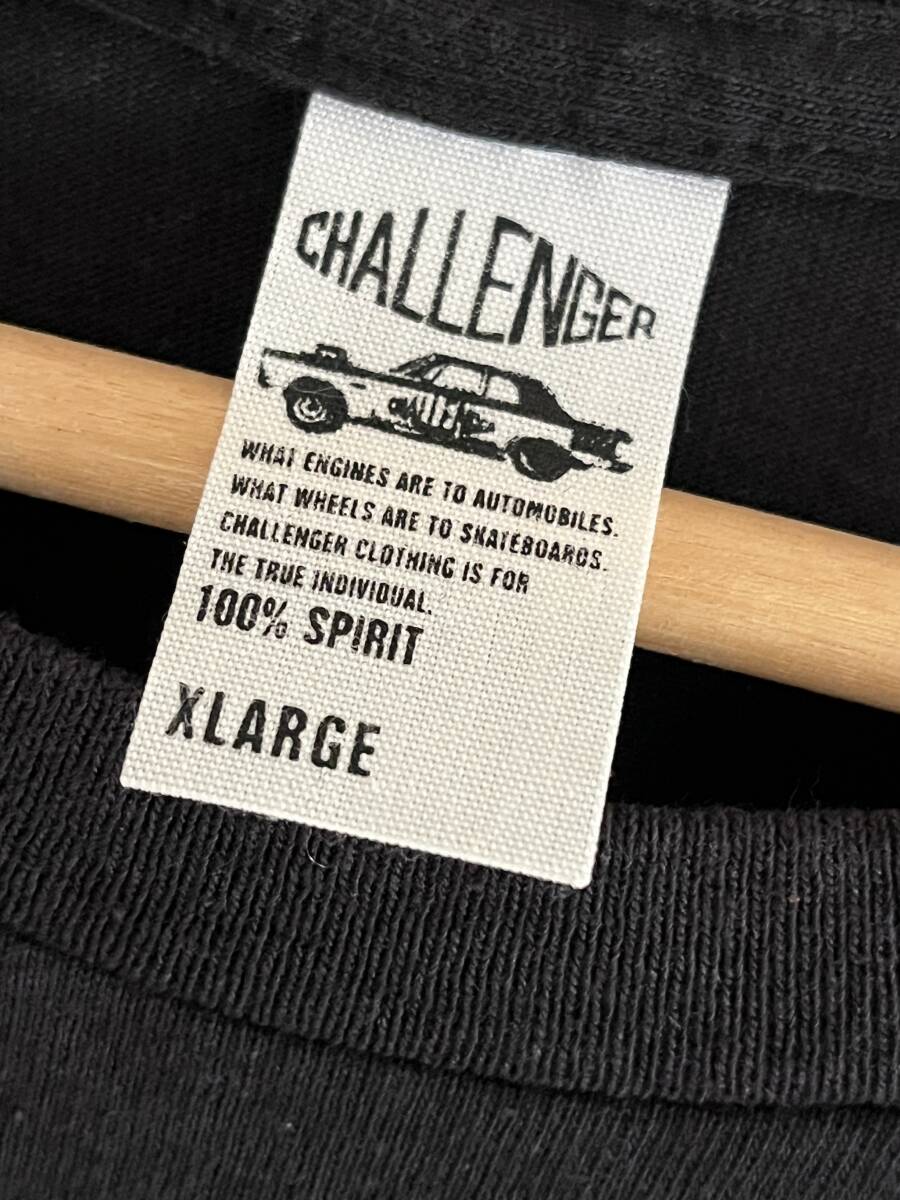 CHALLENGER
WHAT ENGINES ARE TO AUTOMOBILES.
WHAT WHEELS ARE TO SKATEBOARDS.
CHALLENGER CLOTHING IS FOR
THE TRUE INDIVIDUAL.
100% SPIRIT
XLARGE